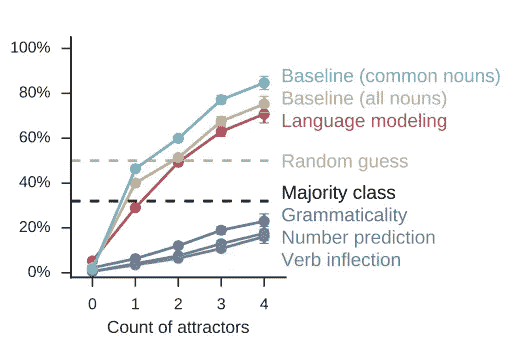 100%
80%
60%
40%
20%
0%
Baseline (common nouns)
Baseline (all nouns)
Language modeling
Random guess
Majority class
Grammaticality
Number prediction
Verb inflection
0 1 2 3 4
Count of attractors